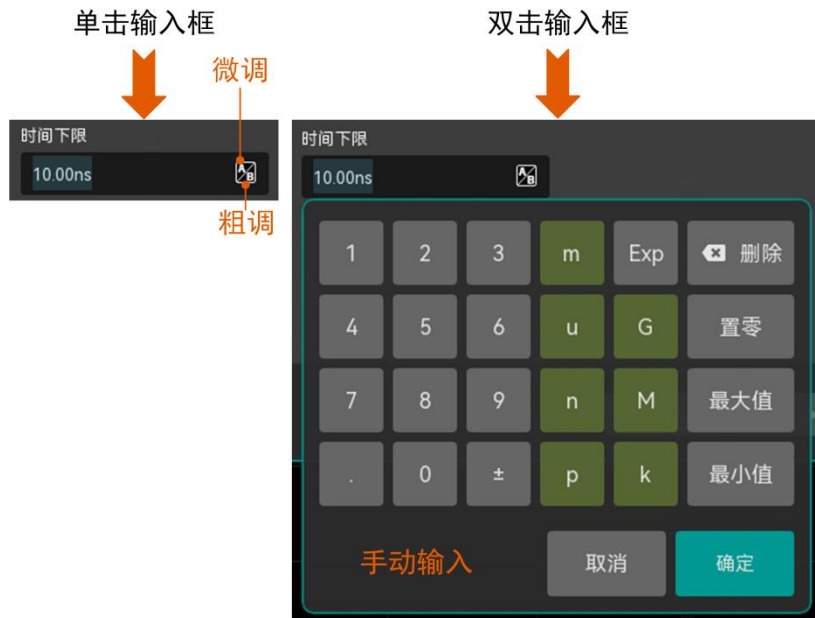 单击输入框
双击输入框
微调
时间下限
10.00ns
A/B
粗调
时间下限
10.00ns
A/B
1 2 3 m Exp 删除
4 5 6 u G 置零
7 8 9 n M 最大值
. 0 ± p k 最小值
手动输入 取消 确定